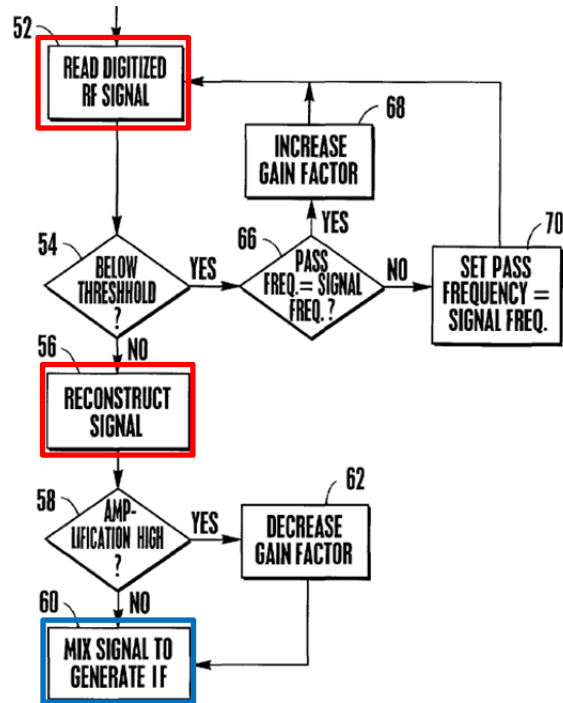 52
READ DIGITIZED
RF SIGNAL
68
INCREASE
GAIN FACTOR
54
BELOW
THRESHHOLD
?
YES
66
YES
PASS
FREQ.= SIGNAL
FREQ. ?
NO
70
SET PASS
FREQUENCY =
SIGNAL FREQ.
NO
56
RECONSTRUCT
SIGNAL
58
AMP-
LIFICATION HIGH
?
YES
62
DECREASE
GAIN FACTOR
NO
60
MIX SIGNAL TO
GENERATE IF